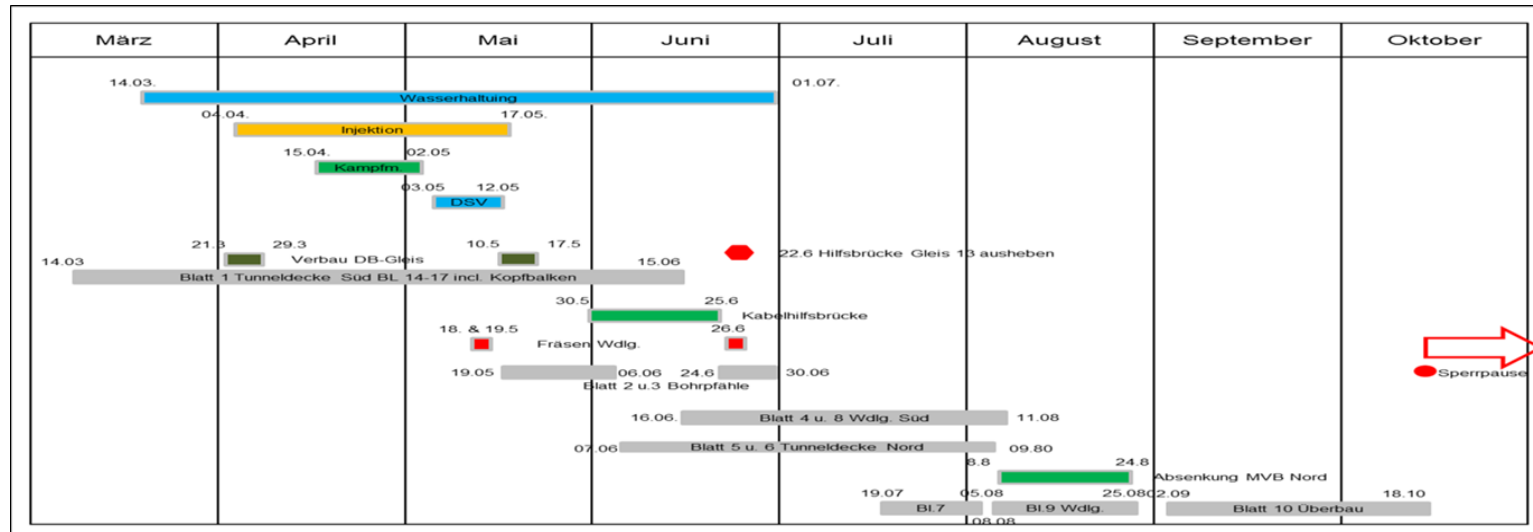 März April Mai Juni Juli August September Oktober
14.03. 01.07.
Wasserhaltuing
04.04. 17.05.
Injektion
15.04. 02.05
Kampfm.
03.05 12.05
DSV
21.3 29.3 10.5 17.5
Verbau DB-Gleis 22.6 Hilfsbrücke Gleis 13 ausheben
14.03 15.06
Blatt 1 Tunneldecke Süd BL 14-17 incl. Kopfbalken
30.5 25.6
Kabelhilfsbrücke
18. & 19.5 26.6
Fräsen Wdlg.
19.05 06.06 24.6 30.06 Sperrpause
Blatt 2 u.3 Bohrpfähle
16.06. Blatt 4 u. 8 Wdlg. Süd 11.08
07.06 Blatt 5 u. 6 Tunneldecke Nord 09.80
8.8 24.8
Absenkung MVB Nord
19.07 05.08 25.08 02.09 18.10
Bl.7 Bl.9 Wdlg. Blatt 10 Überbau
08.08